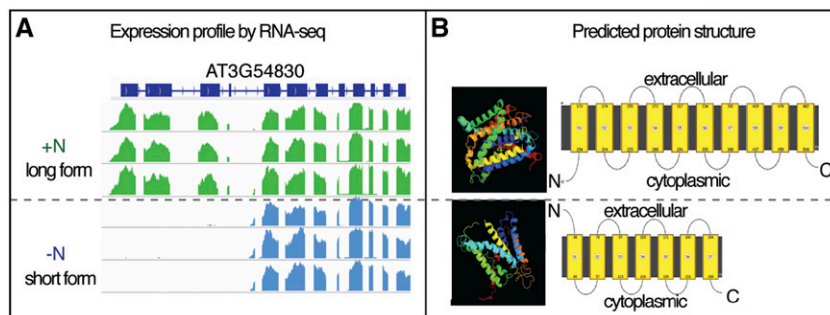 A
Expression profile by RNA-seq
B
Predicted protein structure
AT3G54830
+N
long form
-N
short form
extracellular
N
C
cytoplasmic
N
extracellular
C
cytoplasmic